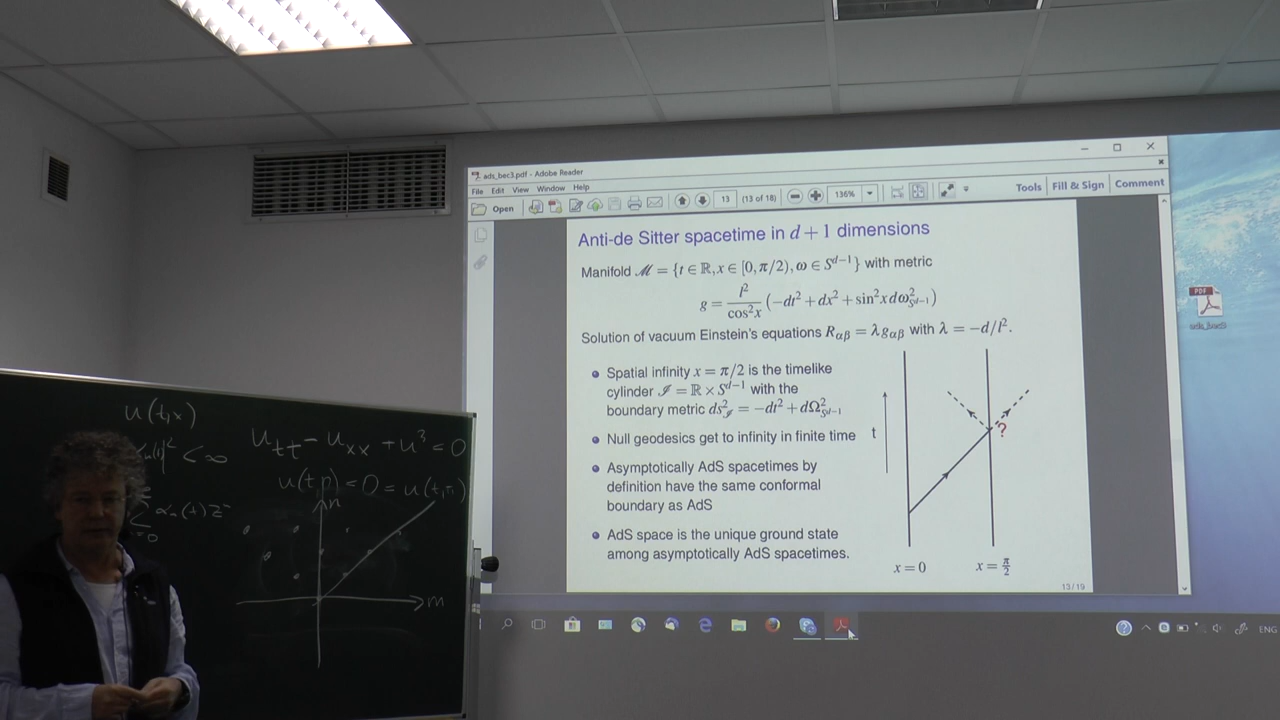 ads_bec3.pdf - Adobe Reader
File Edit View Window Help
Open 13 (13 of 18) 136% Tools Fill & Sign Comment
Anti-de Sitter spacetime in d+1 dimensions
Manifold ℳ = {t ∈ ℝ, x ∈ [0, π/2), ω ∈ S^{d−1}} with metric
g = l²/cos²x (−dt² + dx² + sin²x dω²_{S^{d−1}})
Solution of vacuum Einstein's equations R_{αβ} = λg_{αβ} with λ = −d/l².
Spatial infinity x = π/2 is the timelike
cylinder ℐ = ℝ × S^{d−1} with the
boundary metric ds²_ℐ = −dt² + dΩ²_{S^{d−1}}
Null geodesics get to infinity in finite time
Asymptotically AdS spacetimes by
definition have the same conformal
boundary as AdS
AdS space is the unique ground state
among asymptotically AdS spacetimes.
t
?
x = 0
x = π/2
13/19
PDF
ads_bec3
ENG
u(t,x)
u_tt − u_xx + u³ = 0
< ∞
= 0 = u(t,π)
n
αₙ(t) z
m